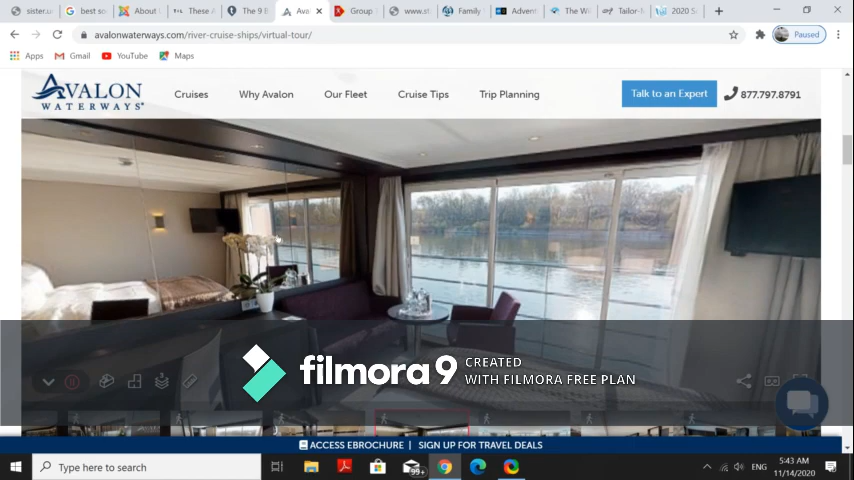 sister.u
best so
About U
These A
The 9 B
Ava
Group
www.st
Family
Advent
The Wi
Tailor-M
2020 S
avalonwaterways.com/river-cruise-ships/virtual-tour/
Paused
Apps
Gmail
YouTube
Maps
AVALON
WATERWAYS
Cruises
Why Avalon
Our Fleet
Cruise Tips
Trip Planning
Talk to an Expert
877.797.8791
filmora 9
CREATED
WITH FILMORA FREE PLAN
ACCESS EBROCHURE | SIGN UP FOR TRAVEL DEALS
Type here to search
99+
ENG
5:43 AM
11/14/2020